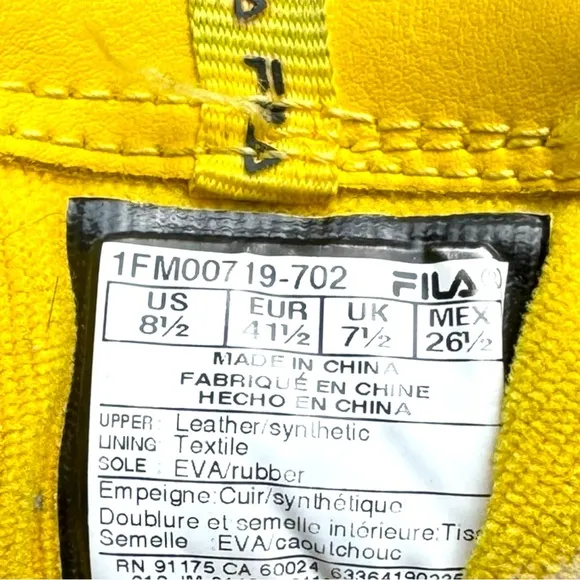 FILA
1FM00719-702 FILA®
US EUR UK MEX
8½ 41½ 7½ 26½
MADE IN CHINA
FABRIQUÉ EN CHINE
HECHO EN CHINA
UPPER: Leather/synthetic
LINING: Textile
SOLE : EVA/rubber
Empeigne:Cuir/synthétique
Doublure et semelle intérieure:Tiss
Semelle :EVA/caoutchouc
RN 91175 CA 60024